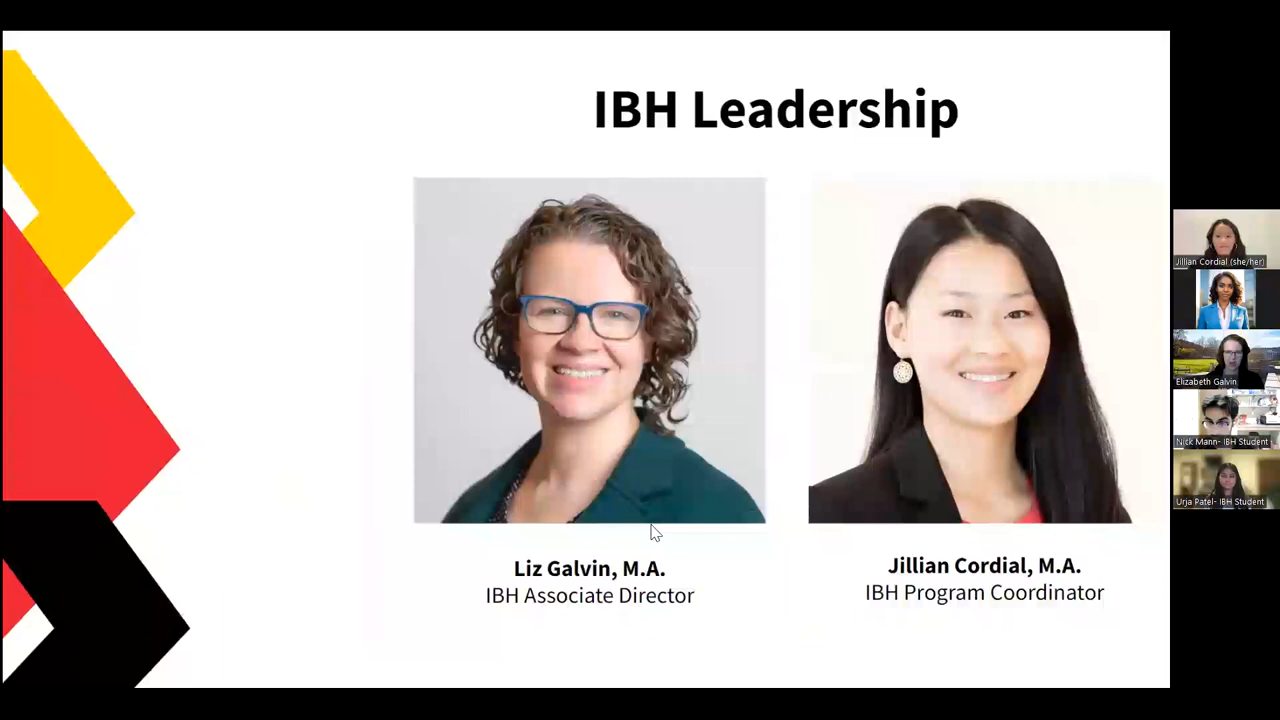 IBH Leadership
Liz Galvin, M.A.
IBH Associate Director
Jillian Cordial, M.A.
IBH Program Coordinator
Jillian Cordial (she/her)
Elizabeth Galvin
Nick Mann- IBH Student
Urja Patel- IBH Student